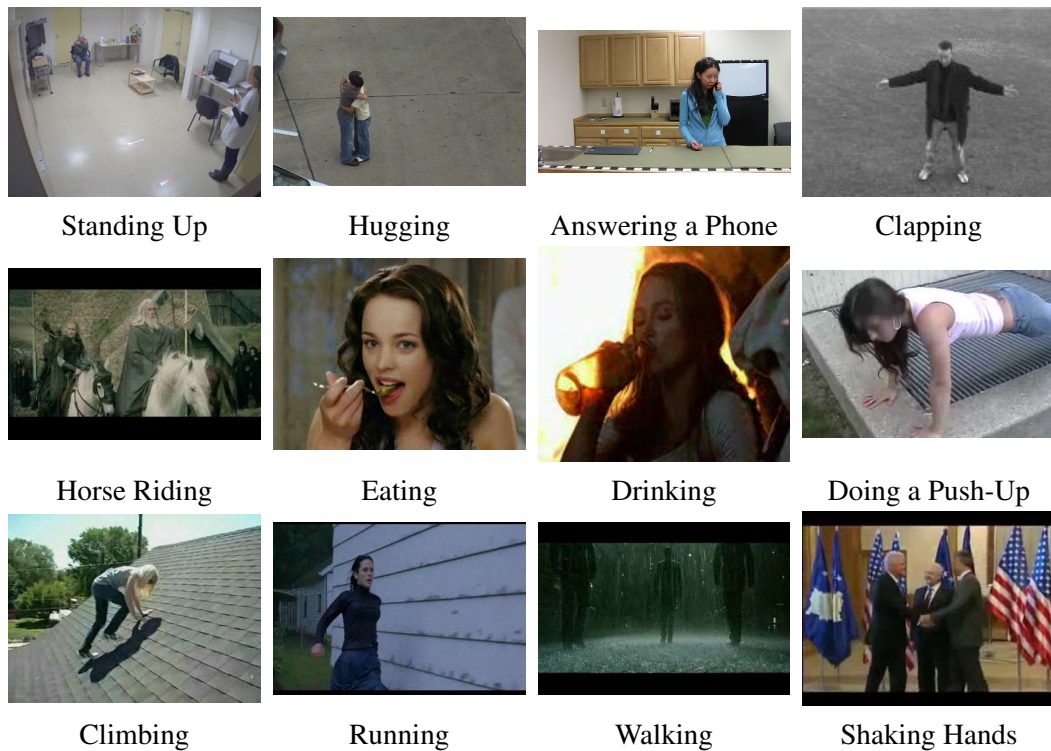 Standing Up
Hugging
Answering a Phone
Clapping
Horse Riding
Eating
Drinking
Doing a Push-Up
Climbing
Running
Walking
Shaking Hands